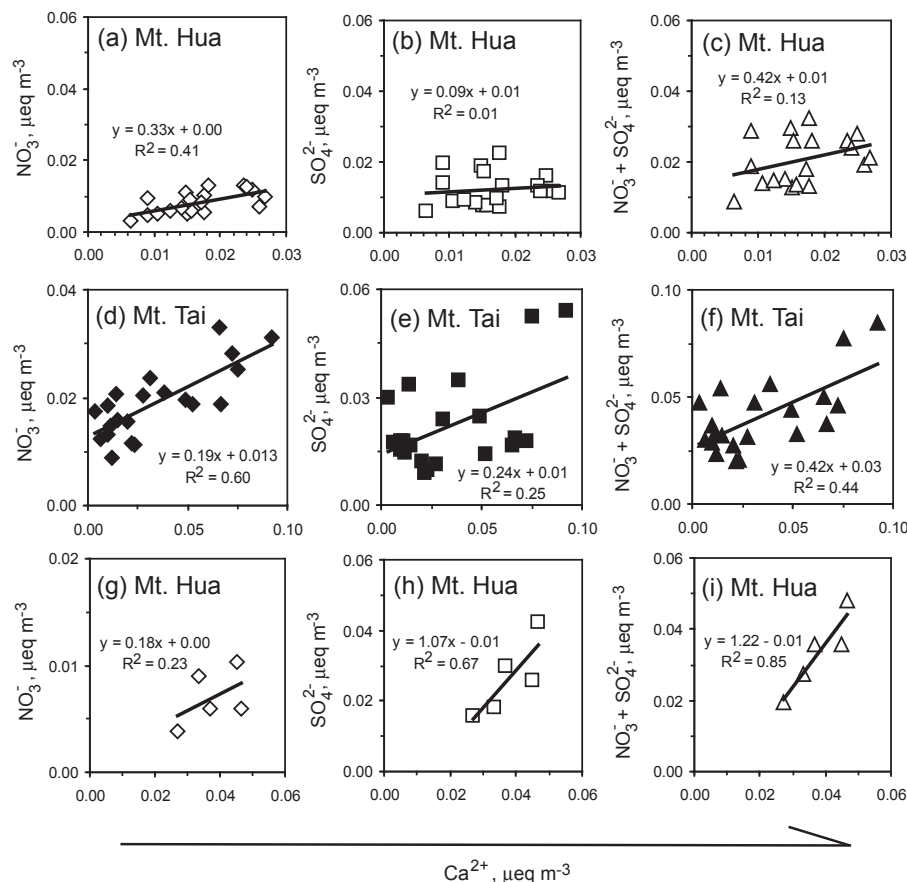 (a) Mt. Hua
NO₃⁻, μeq m⁻³
0.06
0.04
0.02
0.00
y = 0.33x + 0.00
R² = 0.41
0.00 0.01 0.02 0.03
(b) Mt. Hua
SO₄²⁻, μeq m⁻³
0.06
0.04
0.02
0.00
y = 0.09x + 0.01
R² = 0.01
0.00 0.01 0.02 0.03
(c) Mt. Hua
NO₃⁻ + SO₄²⁻, μeq m⁻³
0.06
0.04
0.02
0.00
y = 0.42x + 0.01
R² = 0.13
0.00 0.01 0.02 0.03
(d) Mt. Tai
NO₃⁻, μeq m⁻³
0.04
0.02
0.00
y = 0.19x + 0.013
R² = 0.60
0.00 0.05 0.10
(e) Mt. Tai
SO₄²⁻, μeq m⁻³
0.06
0.03
0.00
y = 0.24x + 0.01
R² = 0.25
0.00 0.05 0.10
(f) Mt. Tai
NO₃⁻ + SO₄²⁻, μeq m⁻³
0.10
0.05
0.00
y = 0.42x + 0.03
R² = 0.44
0.00 0.05 0.10
(g) Mt. Hua
NO₃⁻, μeq m⁻³
0.02
0.01
0.00
y = 0.18x + 0.00
R² = 0.23
0.00 0.02 0.04 0.06
(h) Mt. Hua
SO₄²⁻, μeq m⁻³
0.06
0.04
0.02
0.00
y = 1.07x - 0.01
R² = 0.67
0.00 0.02 0.04 0.06
(i) Mt. Hua
NO₃⁻ + SO₄²⁻, μeq m⁻³
0.06
0.04
0.02
0.00
y = 1.22 - 0.01
R² = 0.85
0.00 0.02 0.04 0.06
Ca²⁺, μeq m⁻³